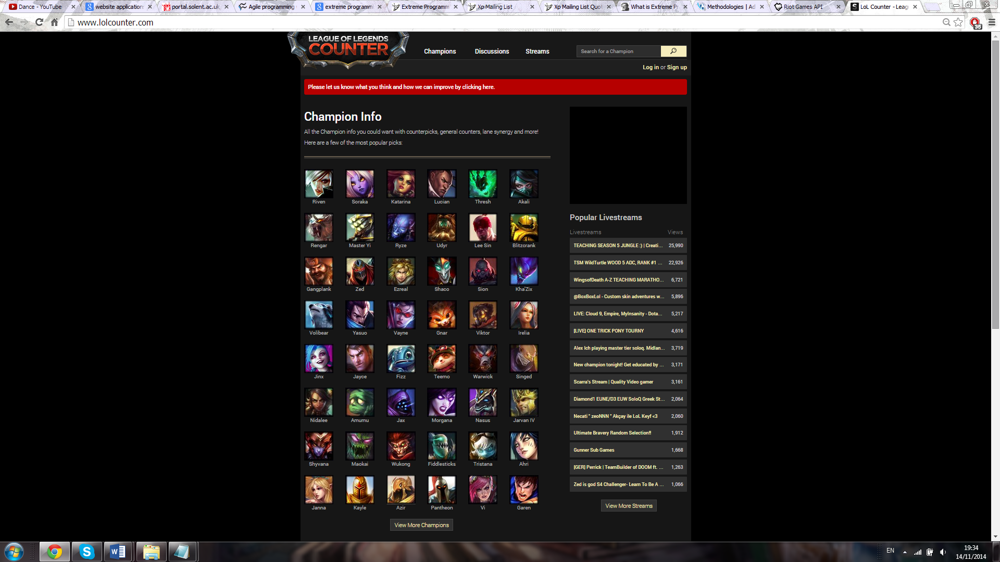 Dance - YouTube
website application
portal.solent.ac.uk
Agile programming
extreme programm
Extreme Programm
Xp Mailing List
Xp Mailing List Quot
What is Extreme Pr
Methodologies | Ad
Riot Games API
LoL Counter - Leag
www.lolcounter.com
35
LEAGUE OF LEGENDS
COUNTER
Champions Discussions Streams
Search for a Champion
Log in or Sign up
Please let us know what you think and how we can improve by clicking here.
Champion Info
All the Champion info you could want with counterpicks, general counters, lane synergy and more!
Here are a few of the most popular picks:
Riven Soraka Katarina Lucian Thresh Akali
Rengar Master Yi Ryze Udyr Lee Sin Blitzcrank
Gangplank Zed Ezreal Shaco Sion Kha'Zix
Volibear Yasuo Vayne Gnar Viktor Irelia
Jinx Jayce Fizz Teemo Warwick Singed
Nidalee Amumu Jax Morgana Nasus Jarvan IV
Shyvana Maokai Wukong Fiddlesticks Tristana Ahri
Janna Kayle Azir Pantheon Vi Garen
View More Champions
Popular Livestreams
Livestreams Views
TEACHING SEASON 5 JUNGLE :) | Creati... 25,990
TSM WildTurtle WOOD 5 ADC, RANK #1 ... 22,926
WingsofDeath A-Z TEACHING MARATHO... 6,721
@BoxBoxLol - Custom skin adventures w... 5,896
LIVE: Cloud 9, Empire, MyInsanity - Dota... 5,217
[LIVE] ONE TRICK PONY TOURNY 4,616
Alex Ich playing master tier soloq. Midlan... 3,719
New champion tonight! Get educated by ... 3,171
Scarra's Stream | Quality Video gamer 3,161
Diamond1 EUNE/D3 EUW SoloQ Greek St... 2,064
Necati " zeoNNN " Akçay ile LoL Keyf <3 2,060
Ultimate Bravery Random Selection!! 1,912
Gunner Sub Games 1,668
[GER] Perrick | TeamBuilder of DOOM ft. ... 1,263
Zed is god S4 Challenger- Learn To Be A ... 1,066
View More Streams
EN
19:34
14/11/2014